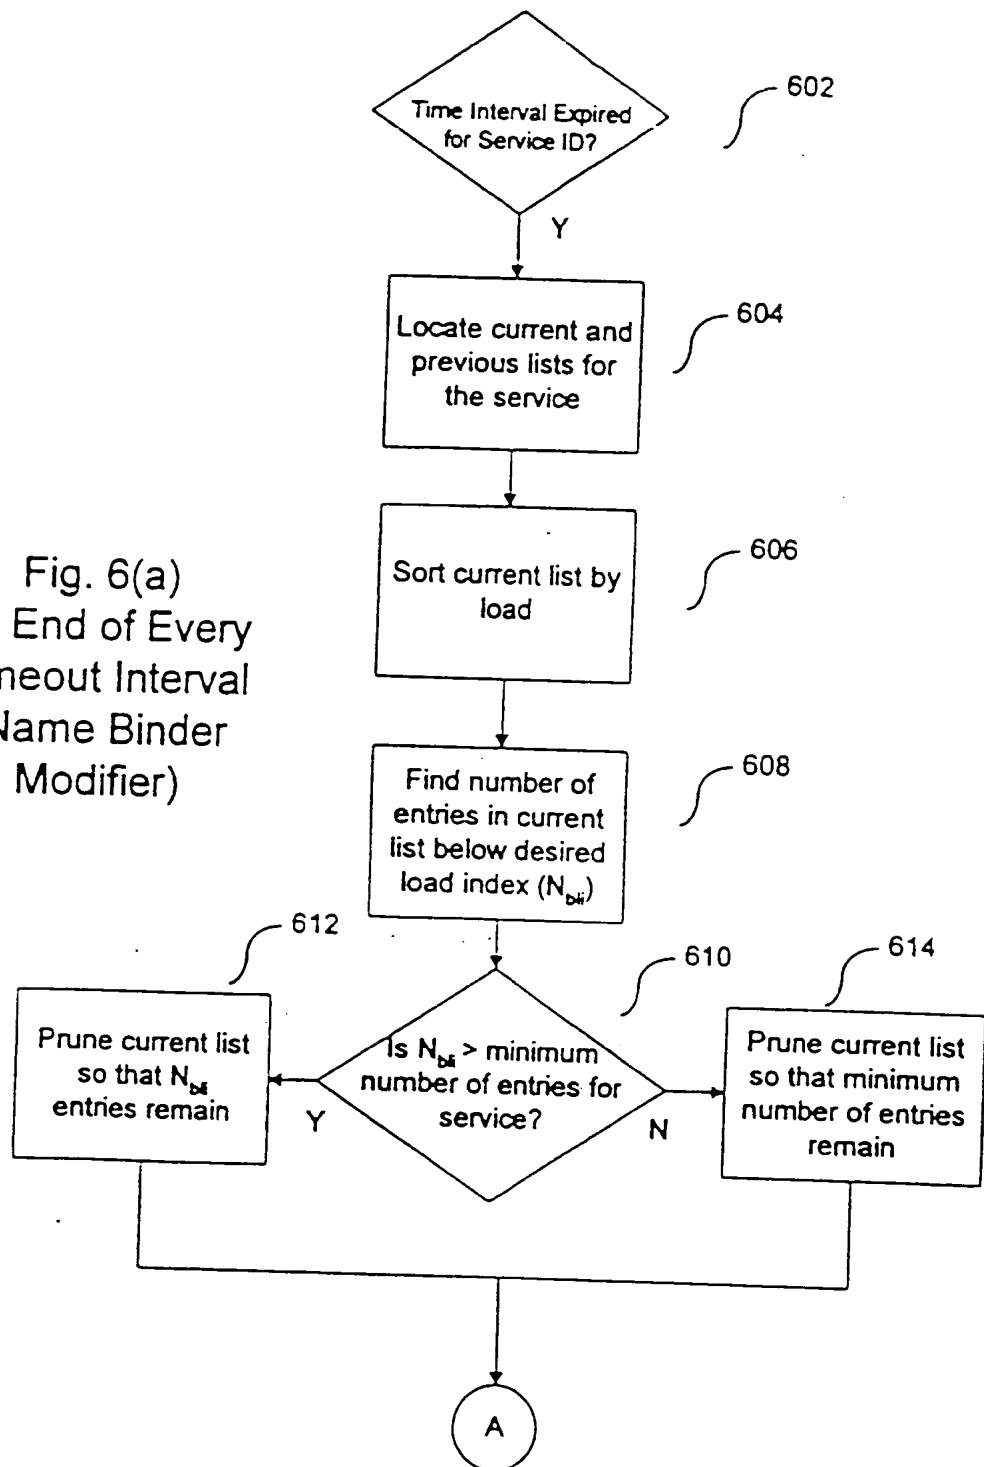 Time Interval Expired
for Service ID?
602
Y
Locate current and
previous lists for
the service
604
Sort current list by
load
606
Fig. 6(a)
End of Every
neout Interval
Name Binder
Modifier)
Find number of
entries in current
list below desired
load index (N_bli)
608
612
610
614
Prune current list
so that N_bli
entries remain
Is N_bli > minimum
number of entries for
service?
Y
N
Prune current list
so that minimum
number of entries
remain
A